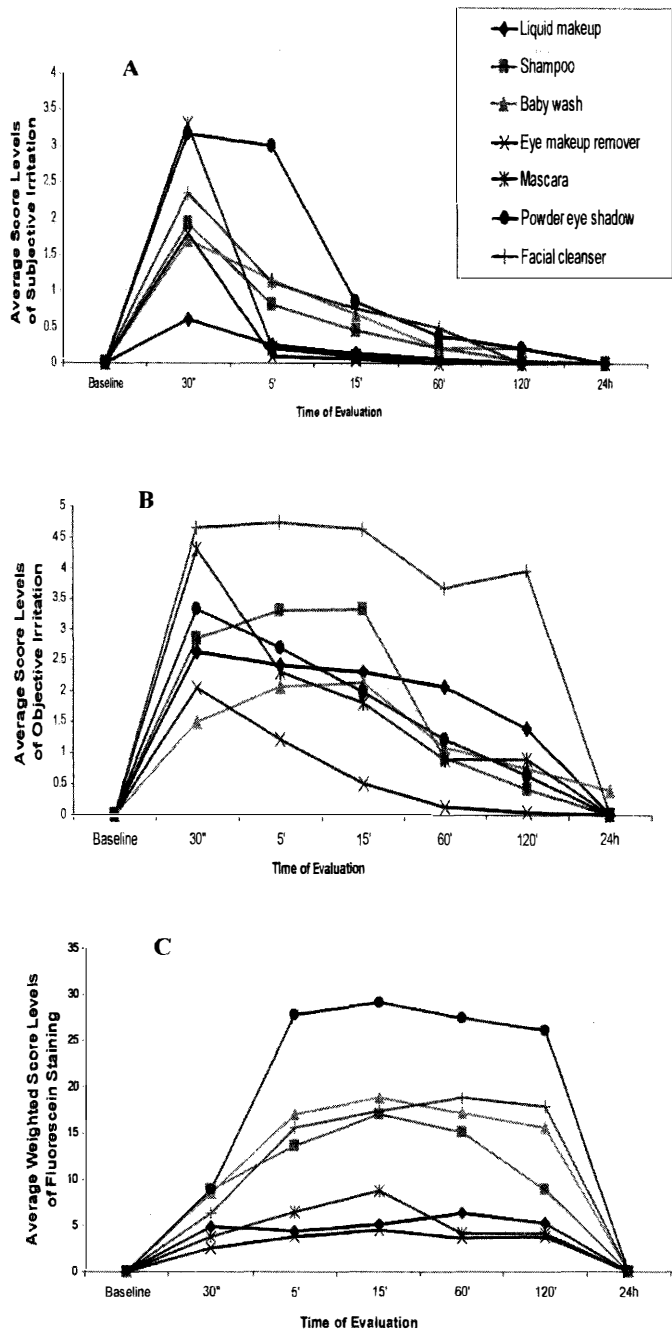 Liquid makeup
Shampoo
Baby wash
Eye makeup remover
Mascara
Powder eye shadow
Facial cleanser
A
Average Score Levels
of Subjective Irritation
4
3.5
3
2.5
2
1.5
1
0.5
0
Baseline 30" 5' 15' 60' 120' 24h
Time of Evaluation
B
Average Score Levels
of Objective Irritation
5
4.5
4
3.5
3
2.5
2
1.5
1
0.5
0
Baseline 30" 5' 15' 60' 120' 24h
Time of Evaluation
C
Average Weighted Score Levels
of Fluorescein Staining
35
30
25
20
15
10
5
0
Baseline 30" 5' 15' 60' 120' 24h
Time of Evaluation